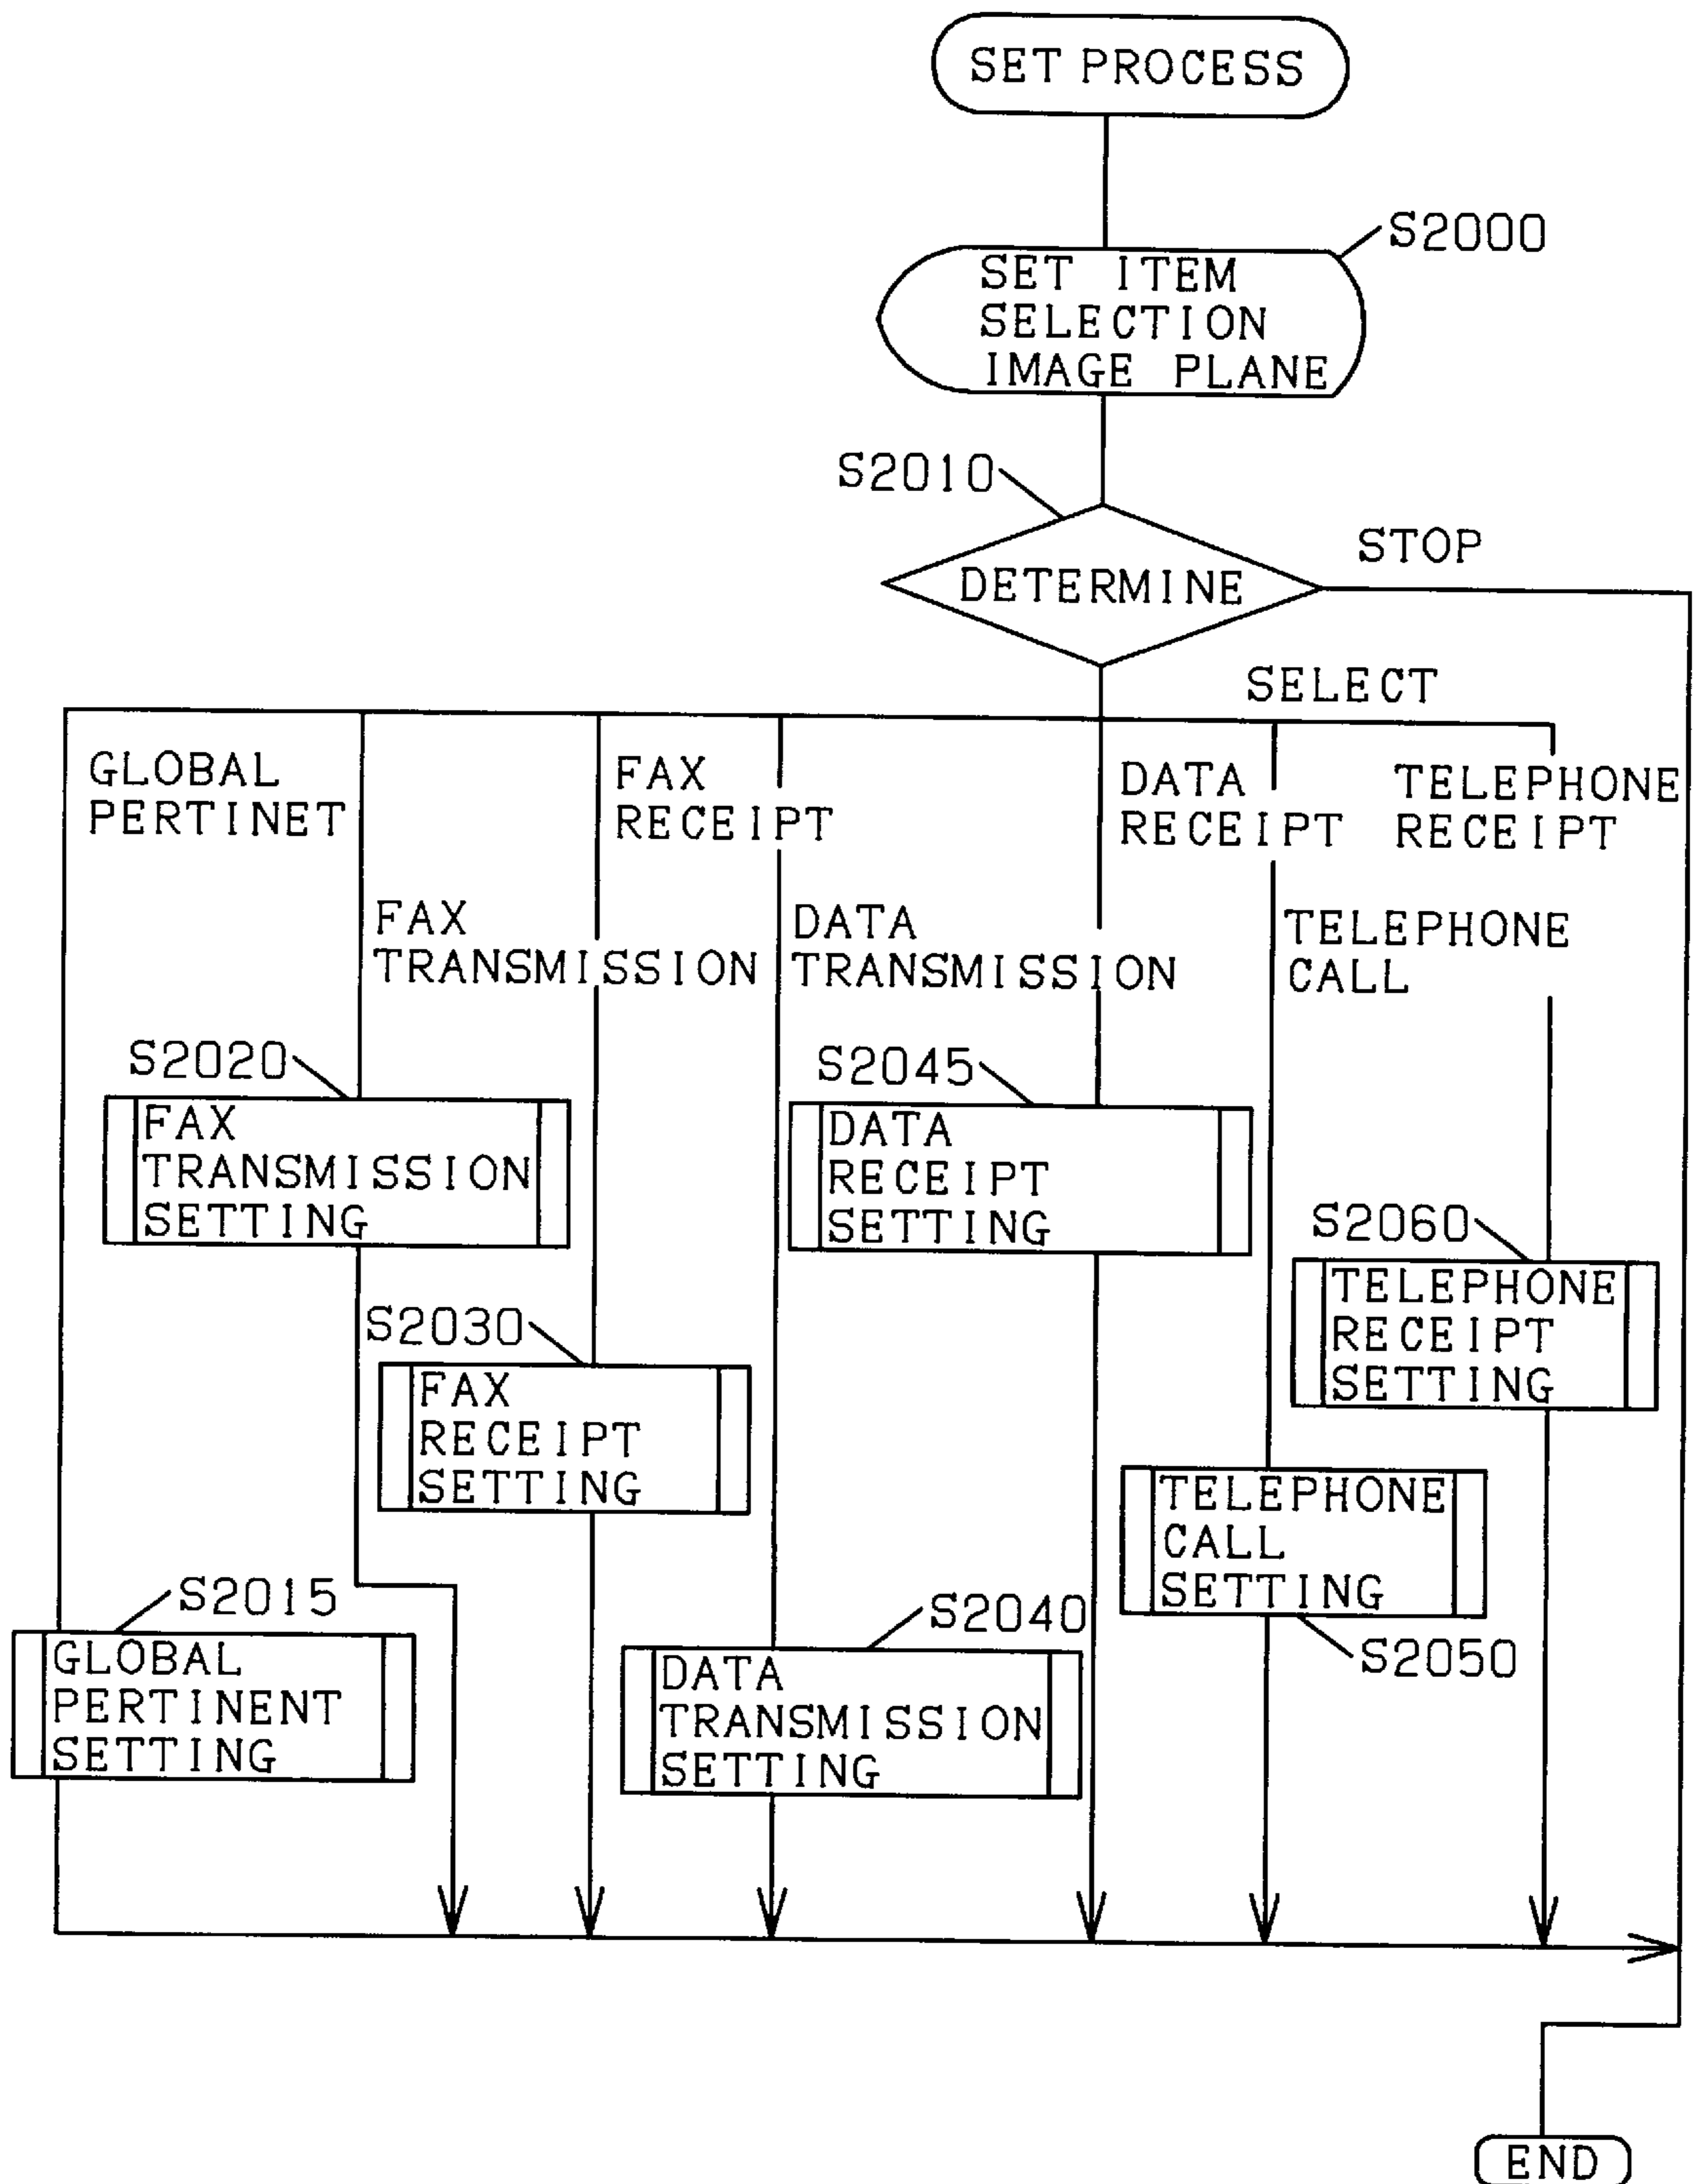 SET PROCESS
S2000
SET ITEM
SELECTION
IMAGE PLANE
S2010
DETERMINE
STOP
SELECT
GLOBAL
PERTINET
FAX
RECEIPT
DATA
RECEIPT
TELEPHONE
RECEIPT
FAX
TRANSMISSION
DATA
TRANSMISSION
TELEPHONE
CALL
S2020
FAX
TRANSMISSION
SETTING
S2045
DATA
RECEIPT
SETTING
S2060
TELEPHONE
RECEIPT
SETTING
S2030
FAX
RECEIPT
SETTING
TELEPHONE
CALL
SETTING
S2050
S2015
GLOBAL
PERTINENT
SETTING
S2040
DATA
TRANSMISSION
SETTING
END